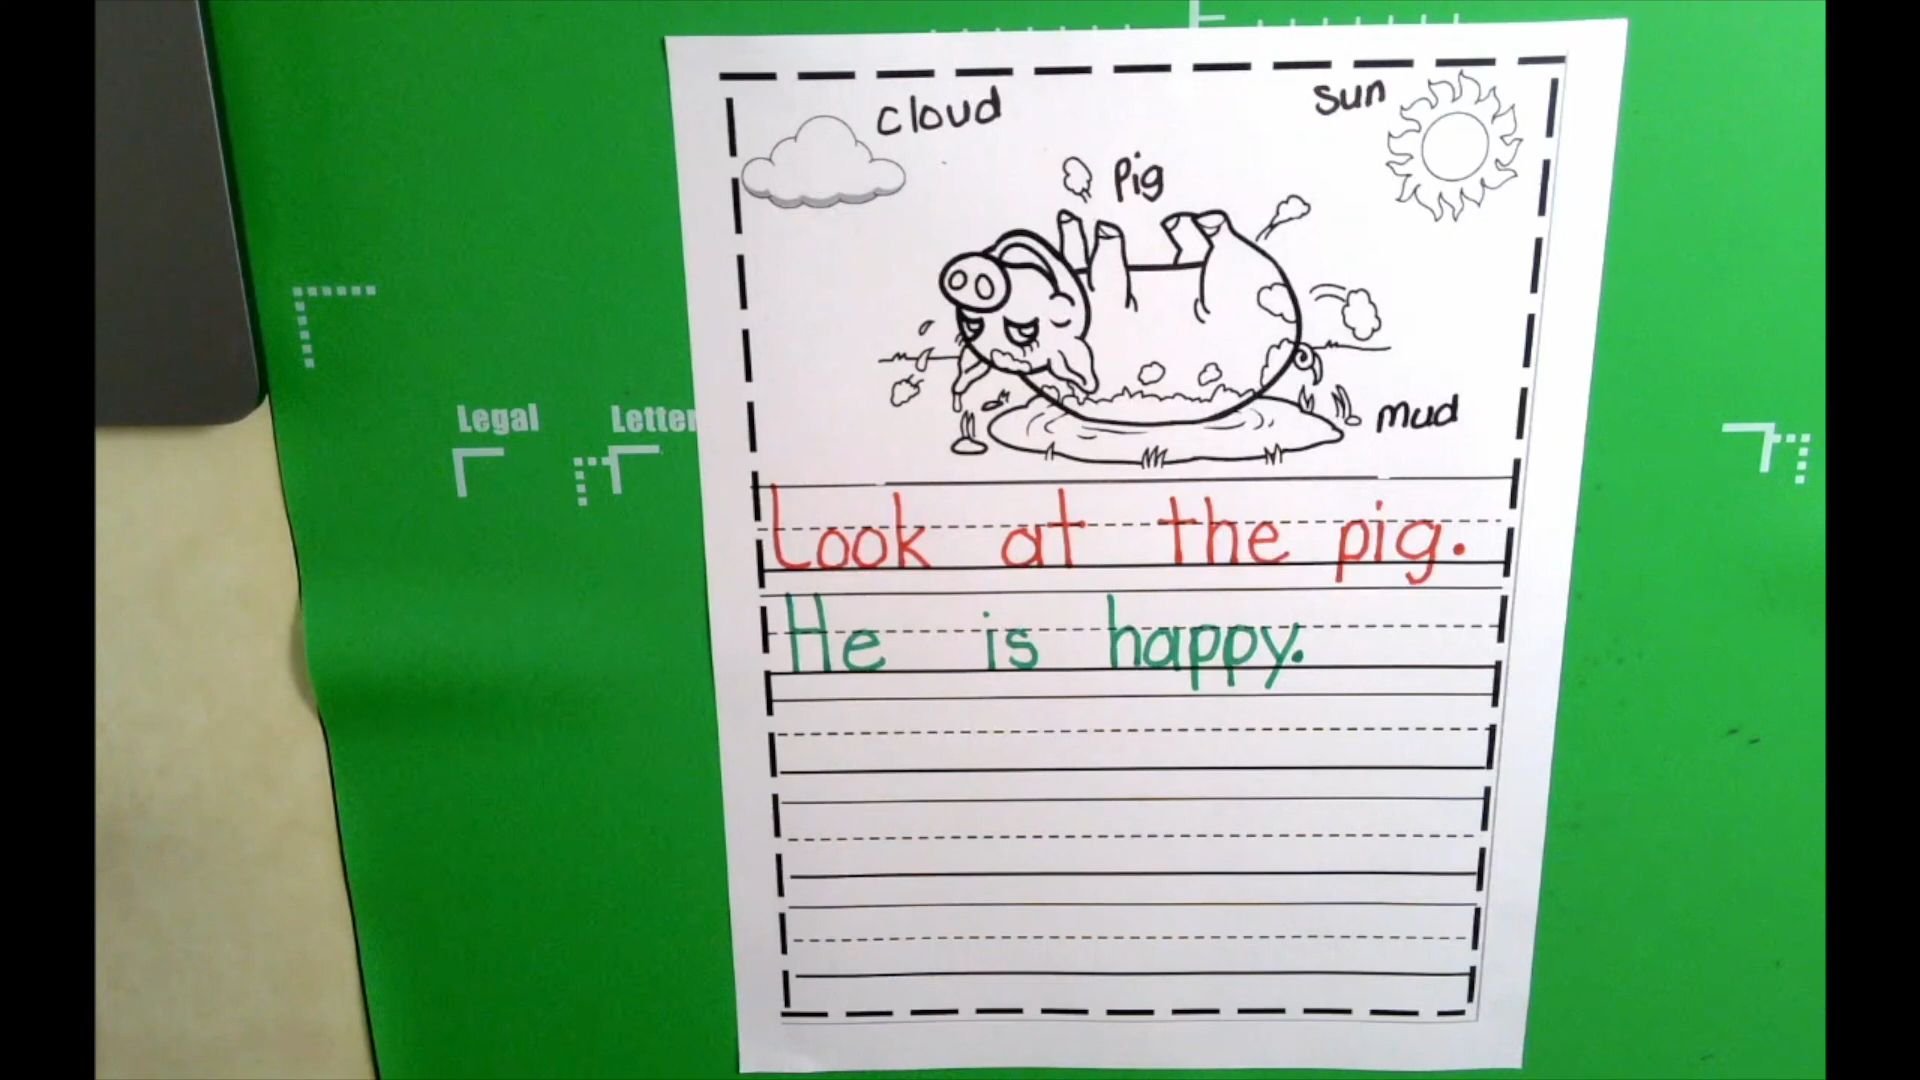 cloud
sun
pig
mud
Legal
Letter
Look at the pig.
He is happy.